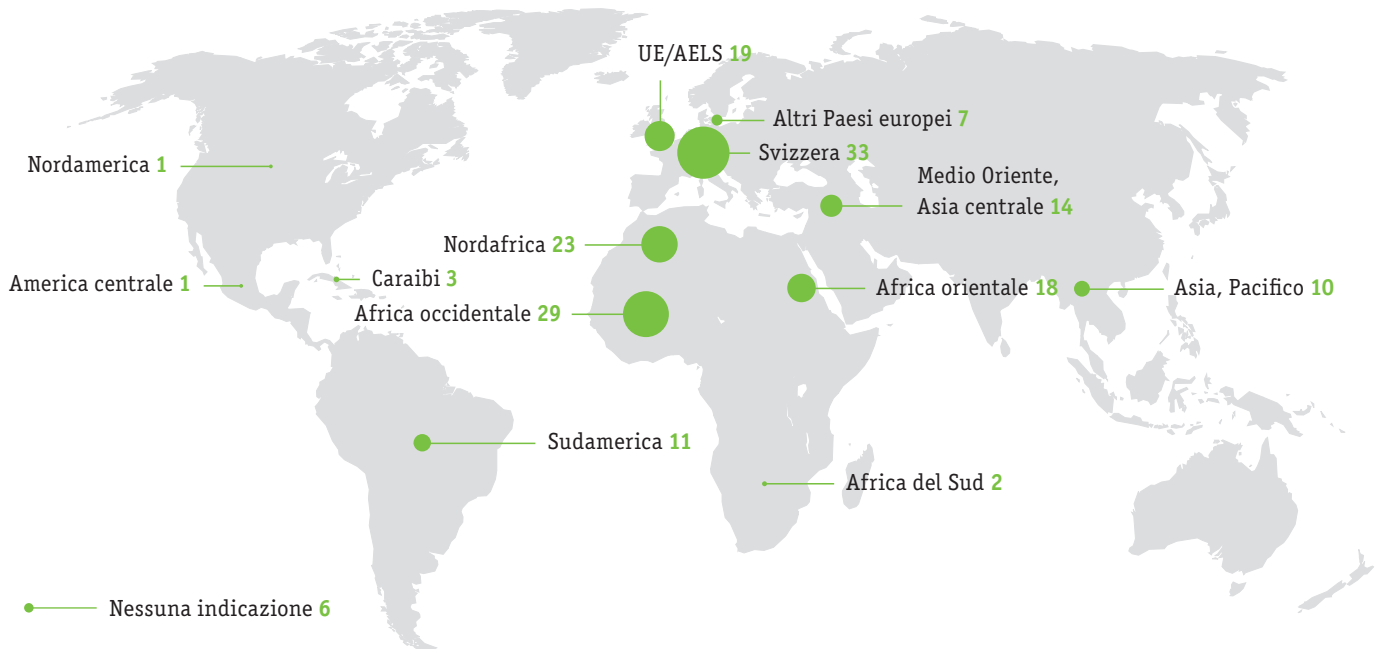 UE/AELS 19
Altri Paesi europei 7
Svizzera 33
Nordamerica 1
Medio Oriente,
Asia centrale 14
Nordafrica 23
America centrale 1
Caraibi 3
Africa orientale 18
Asia, Pacifico 10
Africa occidentale 29
Sudamerica 11
Africa del Sud 2
Nessuna indicazione 6